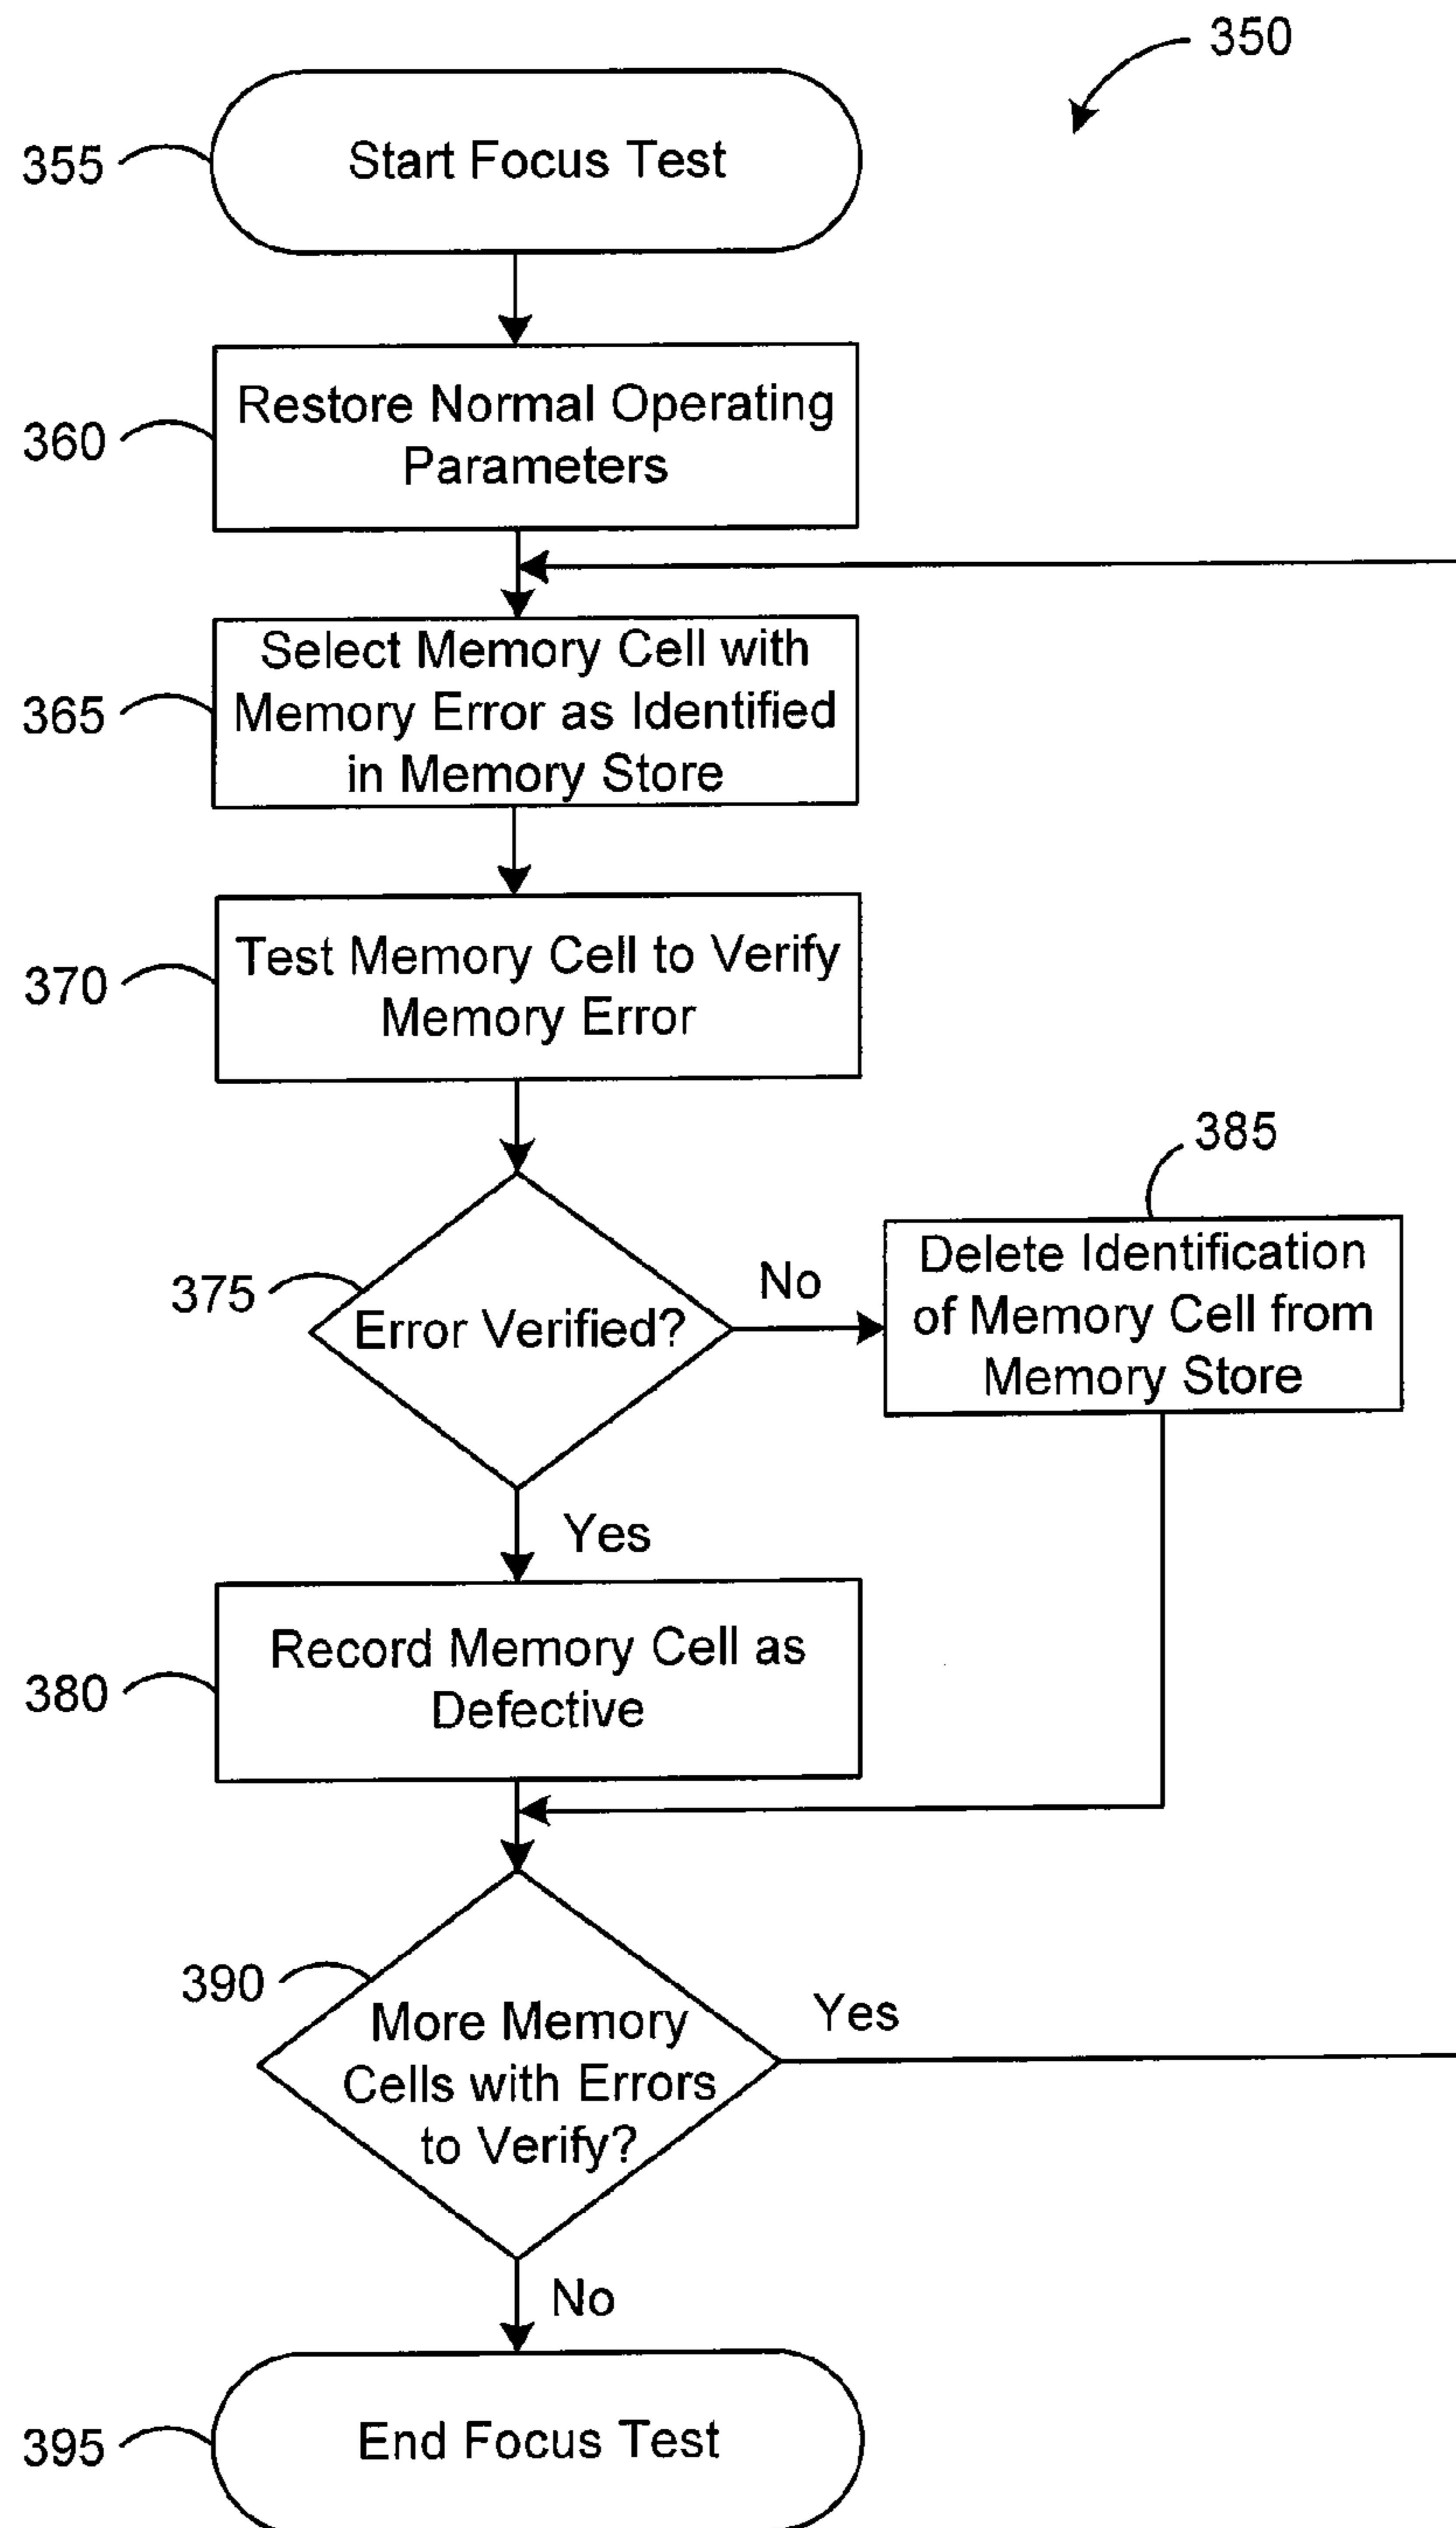 350
355
Start Focus Test
360
Restore Normal Operating
Parameters
365
Select Memory Cell with
Memory Error as Identified
in Memory Store
370
Test Memory Cell to Verify
Memory Error
385
Delete Identification
of Memory Cell from
Memory Store
375
Error Verified?
No
Yes
380
Record Memory Cell as
Defective
390
More Memory
Cells with Errors
to Verify?
Yes
No
395
End Focus Test